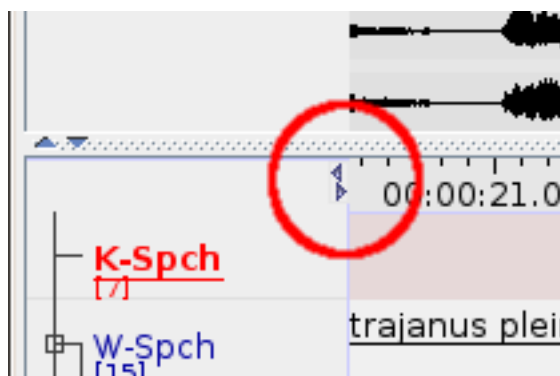 00:00:21.0
K-Spch
[7]
trajanus plei
W-Spch
[15]